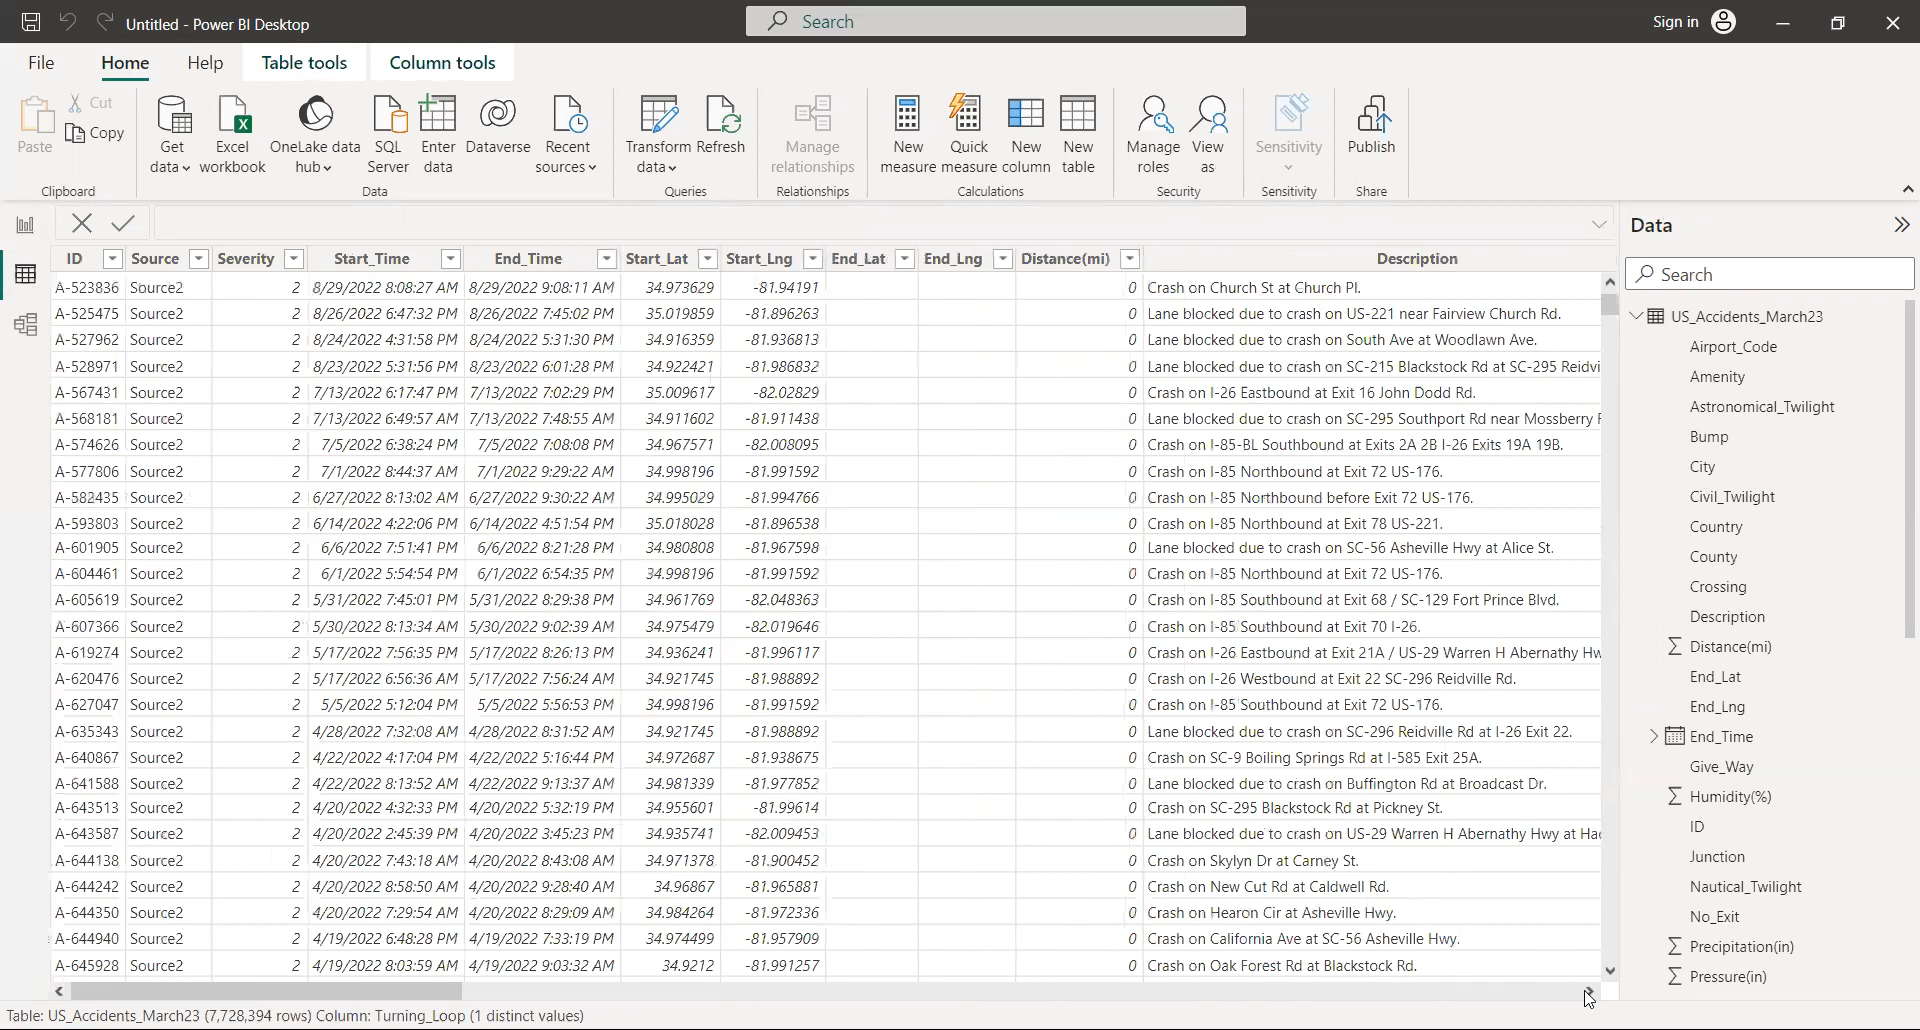 Untitled - Power BI Desktop
Search
Sign in
File
Home
Help
Table tools
Column tools
Paste
Cut
Copy
Clipboard
Get data
Excel workbook
OneLake data hub
SQL Server
Enter data
Dataverse
Recent sources
Data
Transform data
Refresh
Queries
Manage relationships
Relationships
New measure
Quick measure
New column
New table
Calculations
Manage roles
View as
Security
Sensitivity
Sensitivity
Publish
Share
ID Source Severity Start_Time End_Time Start_Lat Start_Lng End_Lat End_Lng Distance(mi) Description
A-523836 Source2 2 8/29/2022 8:08:27 AM 8/29/2022 9:08:11 AM 34.973629 -81.94191 0 Crash on Church St at Church Pl.
A-525475 Source2 2 8/26/2022 6:47:32 PM 8/26/2022 7:45:02 PM 35.019859 -81.896263 0 Lane blocked due to crash on US-221 near Fairview Church Rd.
A-527962 Source2 2 8/24/2022 4:31:58 PM 8/24/2022 5:31:30 PM 34.916359 -81.936813 0 Lane blocked due to crash on South Ave at Woodlawn Ave.
A-528971 Source2 2 8/23/2022 5:31:56 PM 8/23/2022 6:01:28 PM 34.922421 -81.986832 0 Lane blocked due to crash on SC-215 Blackstock Rd at SC-295 Reidvi
A-567431 Source2 2 7/13/2022 6:17:47 PM 7/13/2022 7:02:29 PM 35.009617 -82.02829 0 Crash on I-26 Eastbound at Exit 16 John Dodd Rd.
A-568181 Source2 2 7/13/2022 6:49:57 AM 7/13/2022 7:48:55 AM 34.911602 -81.911438 0 Lane blocked due to crash on SC-295 Southport Rd near Mossberry F
A-574626 Source2 2 7/5/2022 6:38:24 PM 7/5/2022 7:08:08 PM 34.967571 -82.008095 0 Crash on I-85-BL Southbound at Exits 2A 2B I-26 Exits 19A 19B.
A-577806 Source2 2 7/1/2022 8:44:37 AM 7/1/2022 9:29:22 AM 34.998196 -81.991592 0 Crash on I-85 Northbound at Exit 72 US-176.
A-582435 Source2 2 6/27/2022 8:13:02 AM 6/27/2022 9:30:22 AM 34.995029 -81.994766 0 Crash on I-85 Northbound before Exit 72 US-176.
A-593803 Source2 2 6/14/2022 4:22:06 PM 6/14/2022 4:51:54 PM 35.018028 -81.896538 0 Crash on I-85 Northbound at Exit 78 US-221.
A-601905 Source2 2 6/6/2022 7:51:41 PM 6/6/2022 8:21:28 PM 34.980808 -81.967598 0 Lane blocked due to crash on SC-56 Asheville Hwy at Alice St.
A-604461 Source2 2 6/1/2022 5:54:54 PM 6/1/2022 6:54:35 PM 34.998196 -81.991592 0 Crash on I-85 Northbound at Exit 72 US-176.
A-605619 Source2 2 5/31/2022 7:45:01 PM 5/31/2022 8:29:38 PM 34.961769 -82.048363 0 Crash on I-85 Southbound at Exit 68 / SC-129 Fort Prince Blvd.
A-607366 Source2 2 5/30/2022 8:13:34 AM 5/30/2022 9:02:39 AM 34.975479 -82.019646 0 Crash on I-85 Southbound at Exit 70 I-26.
A-619274 Source2 2 5/17/2022 7:56:35 PM 5/17/2022 8:26:13 PM 34.936241 -81.996117 0 Crash on I-26 Eastbound at Exit 21A / US-29 Warren H Abernathy Hw
A-620476 Source2 2 5/17/2022 6:56:36 AM 5/17/2022 7:56:24 AM 34.921745 -81.988892 0 Crash on I-26 Westbound at Exit 22 SC-296 Reidville Rd.
A-627047 Source2 2 5/5/2022 5:12:04 PM 5/5/2022 5:56:53 PM 34.998196 -81.991592 0 Crash on I-85 Southbound at Exit 72 US-176.
A-635343 Source2 2 4/28/2022 7:32:08 AM 4/28/2022 8:31:52 AM 34.921745 -81.988892 0 Lane blocked due to crash on SC-296 Reidville Rd at I-26 Exit 22.
A-640867 Source2 2 4/22/2022 4:17:04 PM 4/22/2022 5:16:44 PM 34.972687 -81.938675 0 Crash on SC-9 Boiling Springs Rd at I-585 Exit 25A.
A-641588 Source2 2 4/22/2022 8:13:52 AM 4/22/2022 9:13:37 AM 34.981339 -81.977852 0 Lane blocked due to crash on Buffington Rd at Broadcast Dr.
A-643513 Source2 2 4/20/2022 4:32:33 PM 4/20/2022 5:32:19 PM 34.955601 -81.99614 0 Crash on SC-295 Blackstock Rd at Pickney St.
A-643587 Source2 2 4/20/2022 2:45:39 PM 4/20/2022 3:45:23 PM 34.935741 -82.009453 0 Lane blocked due to crash on US-29 Warren H Abernathy Hwy at Hac
A-644138 Source2 2 4/20/2022 7:43:18 AM 4/20/2022 8:43:08 AM 34.971378 -81.900452 0 Crash on Skylyn Dr at Carney St.
A-644242 Source2 2 4/20/2022 8:58:50 AM 4/20/2022 9:28:40 AM 34.96867 -81.965881 0 Crash on New Cut Rd at Caldwell Rd.
A-644350 Source2 2 4/20/2022 7:29:54 AM 4/20/2022 8:29:09 AM 34.984264 -81.972336 0 Crash on Hearon Cir at Asheville Hwy.
A-644940 Source2 2 4/19/2022 6:48:28 PM 4/19/2022 7:33:19 PM 34.974499 -81.957909 0 Crash on California Ave at SC-56 Asheville Hwy.
A-645928 Source2 2 4/19/2022 8:03:59 AM 4/19/2022 9:03:32 AM 34.9212 -81.991257 0 Crash on Oak Forest Rd at Blackstock Rd.
Data
Search
US_Accidents_March23
Airport_Code
Amenity
Astronomical_Twilight
Bump
City
Civil_Twilight
Country
County
Crossing
Description
Distance(mi)
End_Lat
End_Lng
End_Time
Give_Way
Humidity(%)
ID
Junction
Nautical_Twilight
No_Exit
Precipitation(in)
Pressure(in)
Table: US_Accidents_March23 (7,728,394 rows) Column: Turning_Loop (1 distinct values)